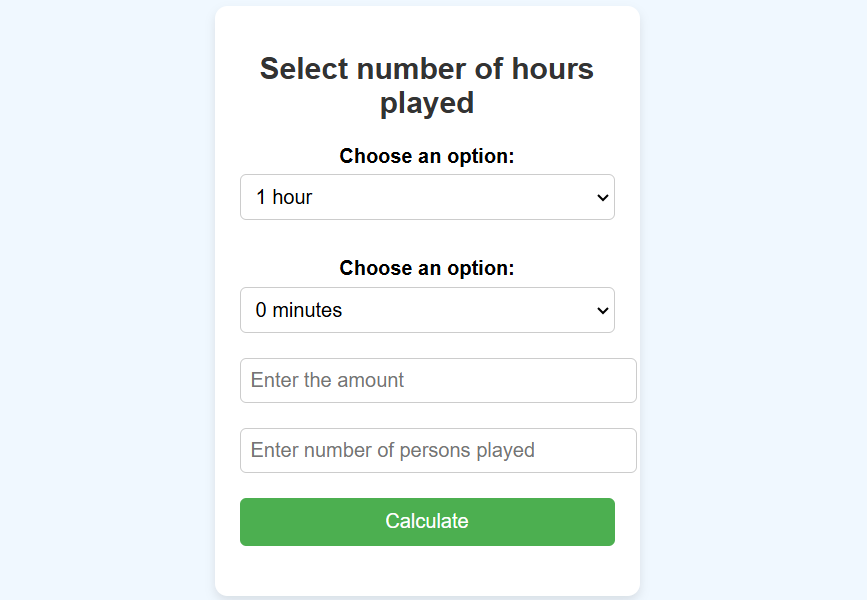 Select number of hours
played
Choose an option:
1 hour
Choose an option:
0 minutes
Enter the amount
Enter number of persons played
Calculate